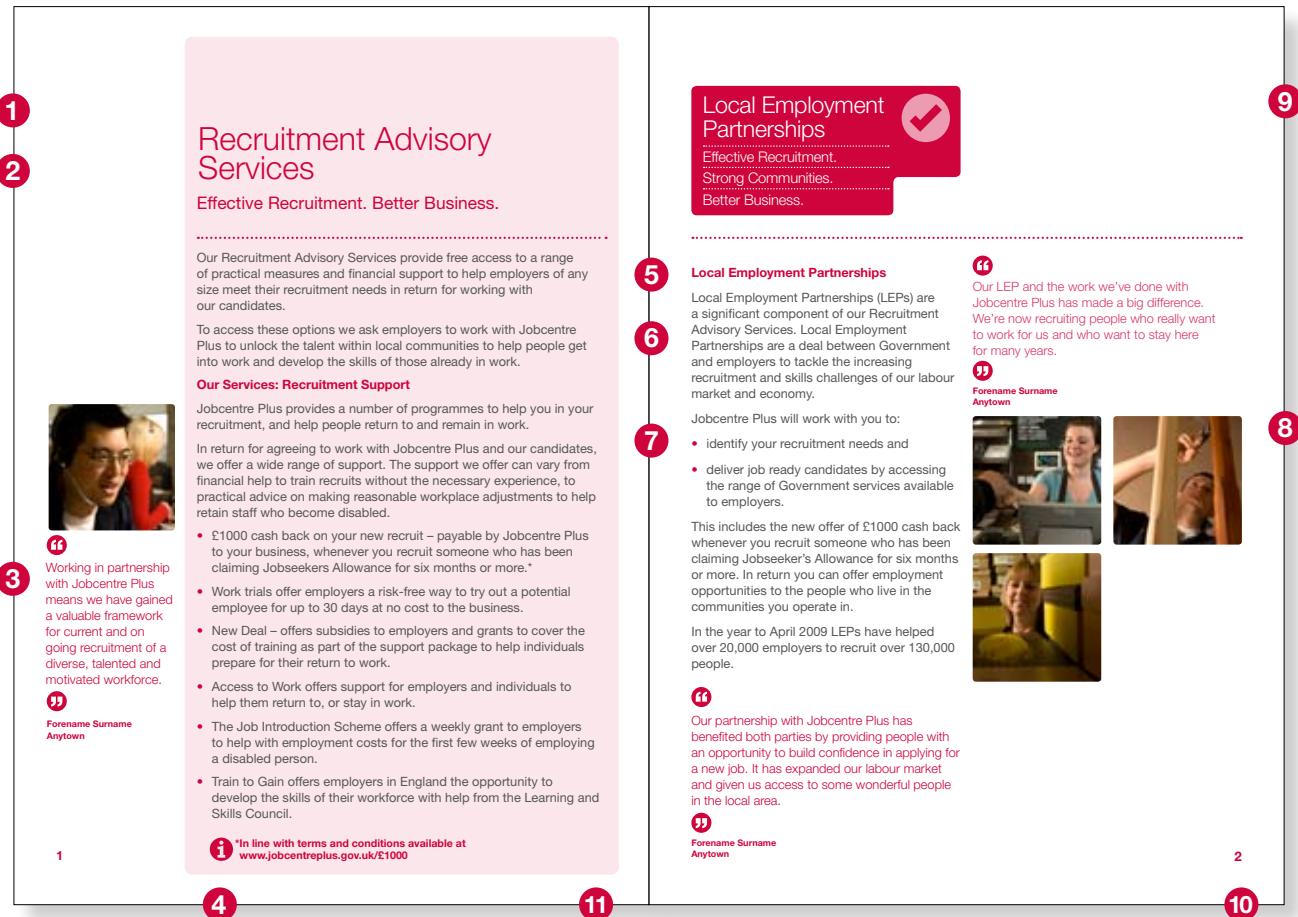 1
2
3
4
11
5
6
7
9
8
10
Recruitment Advisory
Services
Effective Recruitment. Better Business.
Our Recruitment Advisory Services provide free access to a range
of practical measures and financial support to help employers of any
size meet their recruitment needs in return for working with
our candidates.
To access these options we ask employers to work with Jobcentre
Plus to unlock the talent within local communities to help people get
into work and develop the skills of those already in work.
Our Services: Recruitment Support
Jobcentre Plus provides a number of programmes to help you in your
recruitment, and help people return to and remain in work.
In return for agreeing to work with Jobcentre Plus and our candidates,
we offer a wide range of support. The support we offer can vary from
financial help to train recruits without the necessary experience, to
practical advice on making reasonable workplace adjustments to help
retain staff who become disabled.
• £1000 cash back on your new recruit – payable by Jobcentre Plus
to your business, whenever you recruit someone who has been
claiming Jobseekers Allowance for six months or more.*
• Work trials offer employers a risk-free way to try out a potential
employee for up to 30 days at no cost to the business.
• New Deal – offers subsidies to employers and grants to cover the
cost of training as part of the support package to help individuals
prepare for their return to work.
• Access to Work offers support for employers and individuals to
help them return to, or stay in work.
• The Job Introduction Scheme offers a weekly grant to employers
to help with employment costs for the first few weeks of employing
a disabled person.
• Train to Gain offers employers in England the opportunity to
develop the skills of their workforce with help from the Learning and
Skills Council.
i
*In line with terms and conditions available at
www.jobcentreplus.gov.uk/£1000
“
Working in partnership
with Jobcentre Plus
means we have gained
a valuable framework
for current and on
going recruitment of a
diverse, talented and
motivated workforce.
”
Forename Surname
Anytown
1
Local Employment
Partnerships
Effective Recruitment.
Strong Communities.
Better Business.
Local Employment Partnerships
Local Employment Partnerships (LEPs) are
a significant component of our Recruitment
Advisory Services. Local Employment
Partnerships are a deal between Government
and employers to tackle the increasing
recruitment and skills challenges of our labour
market and economy.
Jobcentre Plus will work with you to:
• identify your recruitment needs and
• deliver job ready candidates by accessing
the range of Government services available
to employers.
This includes the new offer of £1000 cash back
whenever you recruit someone who has been
claiming Jobseeker’s Allowance for six months
or more. In return you can offer employment
opportunities to the people who live in the
communities you operate in.
In the year to April 2009 LEPs have helped
over 20,000 employers to recruit over 130,000
people.
“
Our partnership with Jobcentre Plus has
benefited both parties by providing people with
an opportunity to build confidence in applying for
a new job. It has expanded our labour market
and given us access to some wonderful people
in the local area.
”
Forename Surname
Anytown
“
Our LEP and the work we’ve done with
Jobcentre Plus has made a big difference.
We’re now recruiting people who really want
to work for us and who want to stay here
for many years.
”
Forename Surname
Anytown
2